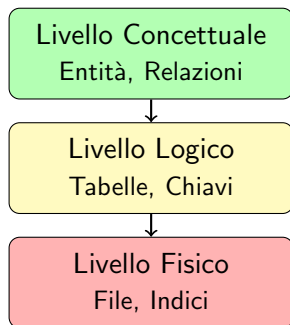 Livello Concettuale
Entità, Relazioni
Livello Logico
Tabelle, Chiavi
Livello Fisico
File, Indici